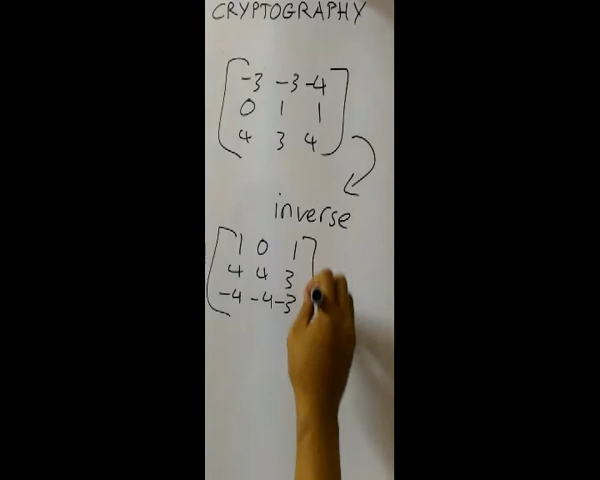 CRYPTOGRAPHY
-3 -3 -4
0 1 1
4 3 4
inverse
1 0 1
4 4 3
-4 -4 -3